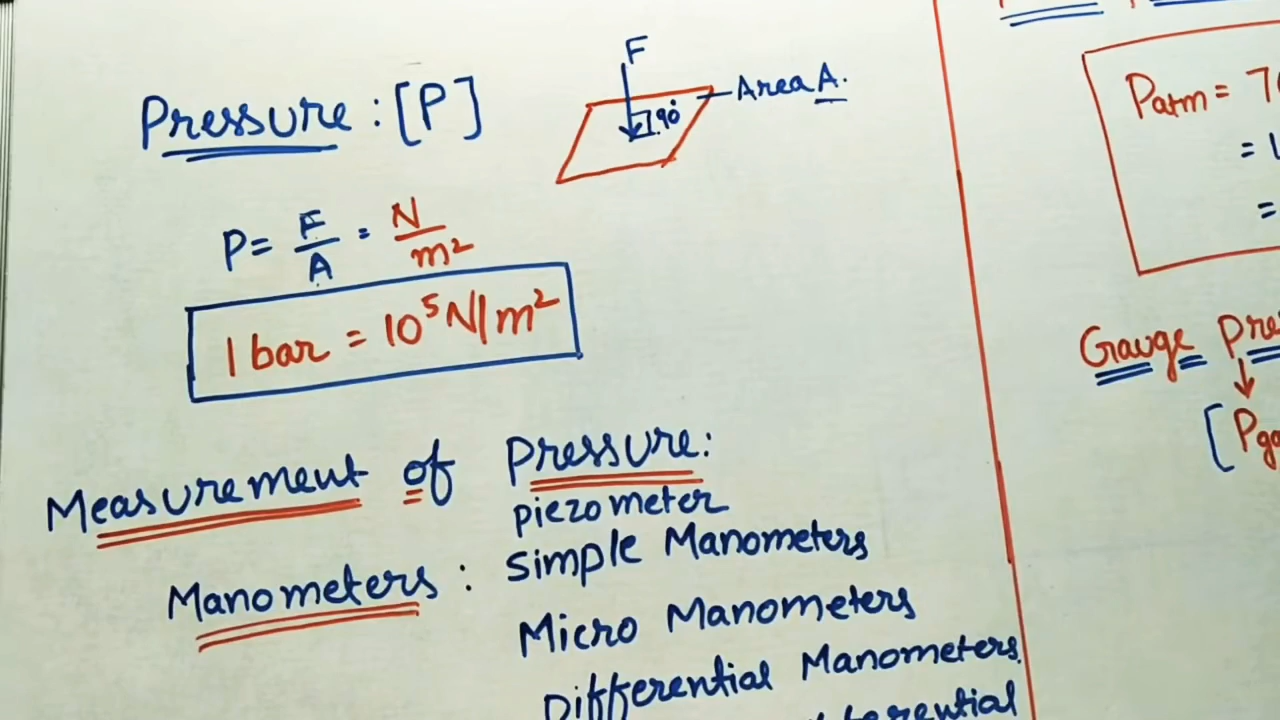 Pressure : [P]
F
Area A.
90°
P = F/A = N/m²
1 bar = 10⁵ N/m²
Measurement of Pressure:
piezometer
Manometers : Simple Manometers
Micro Manometers
Differential Manometers
Patm =
=
=
Gauge